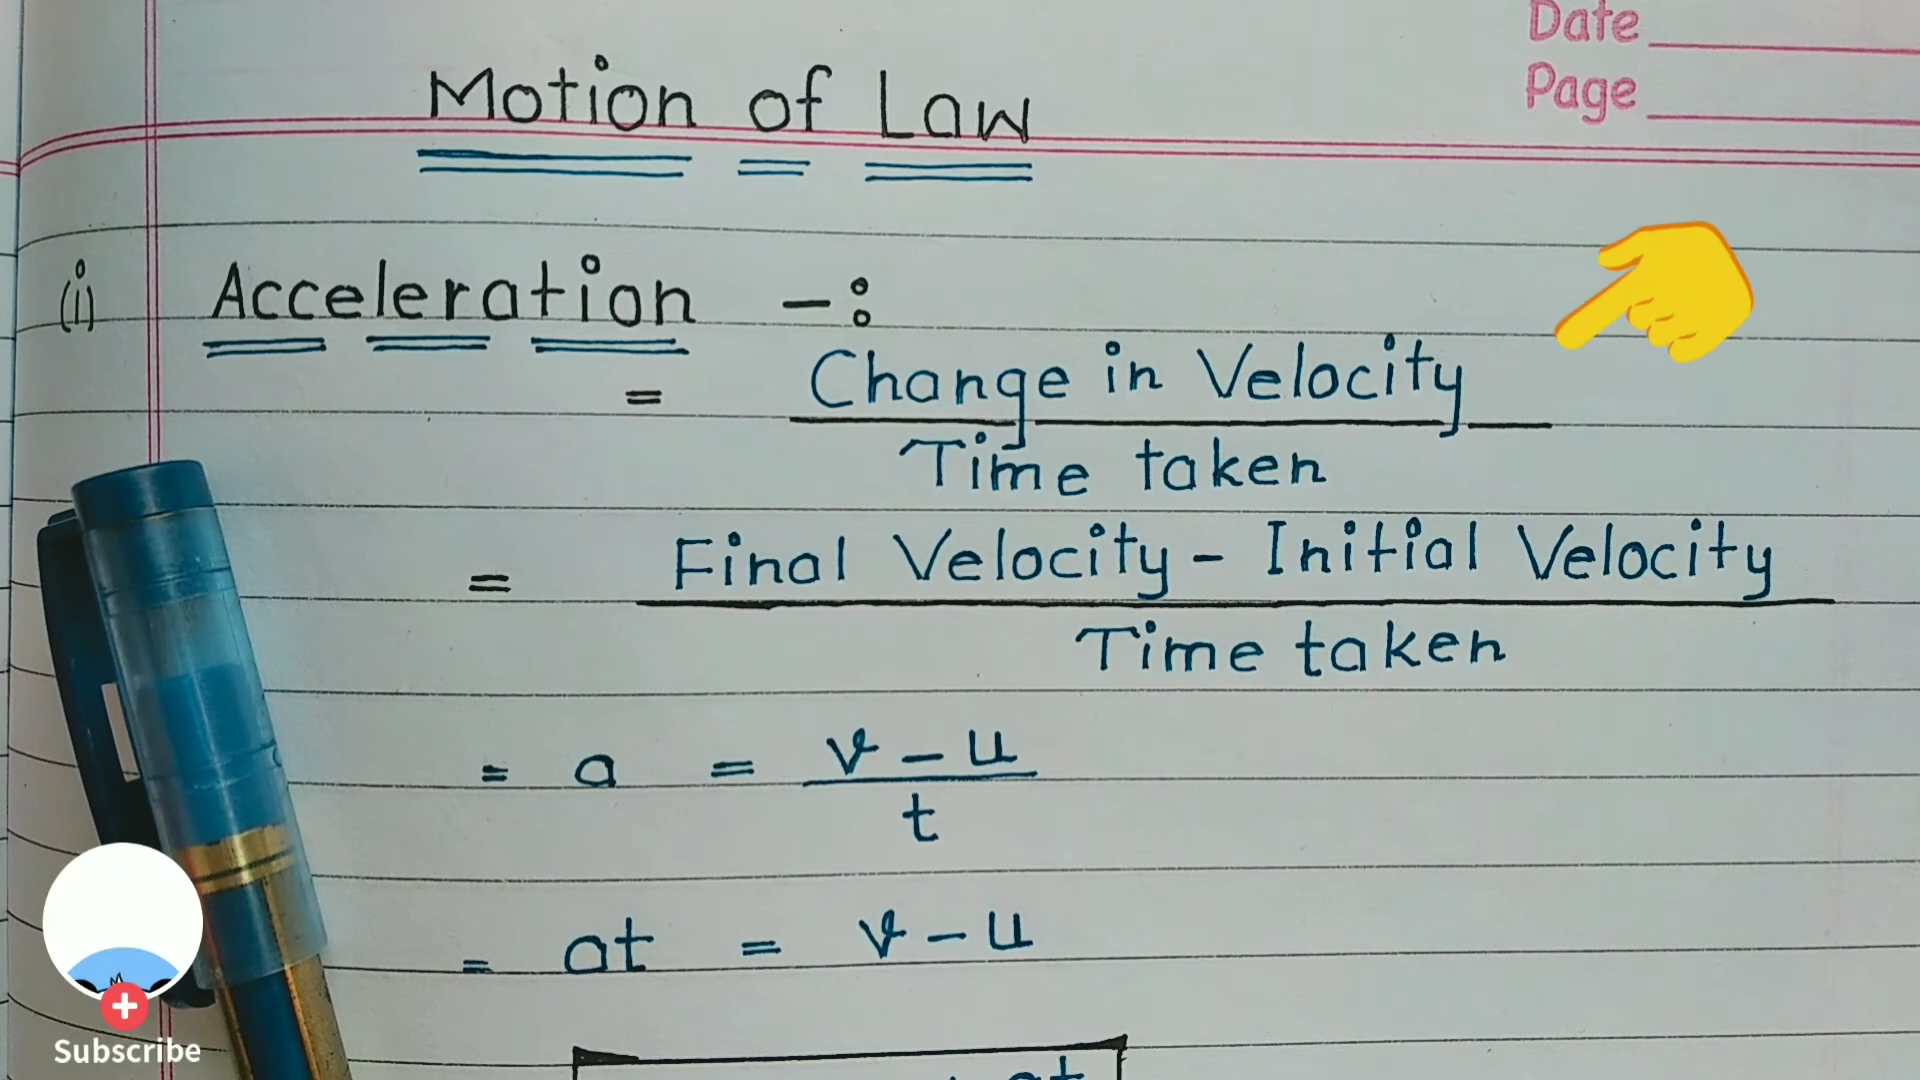 Date
Page
Motion of Law
(i) Acceleration -:
= Change in Velocity
Time taken
= Final Velocity - Initial Velocity
Time taken
= a = v - u
t
= at = v - u
at
Subscribe